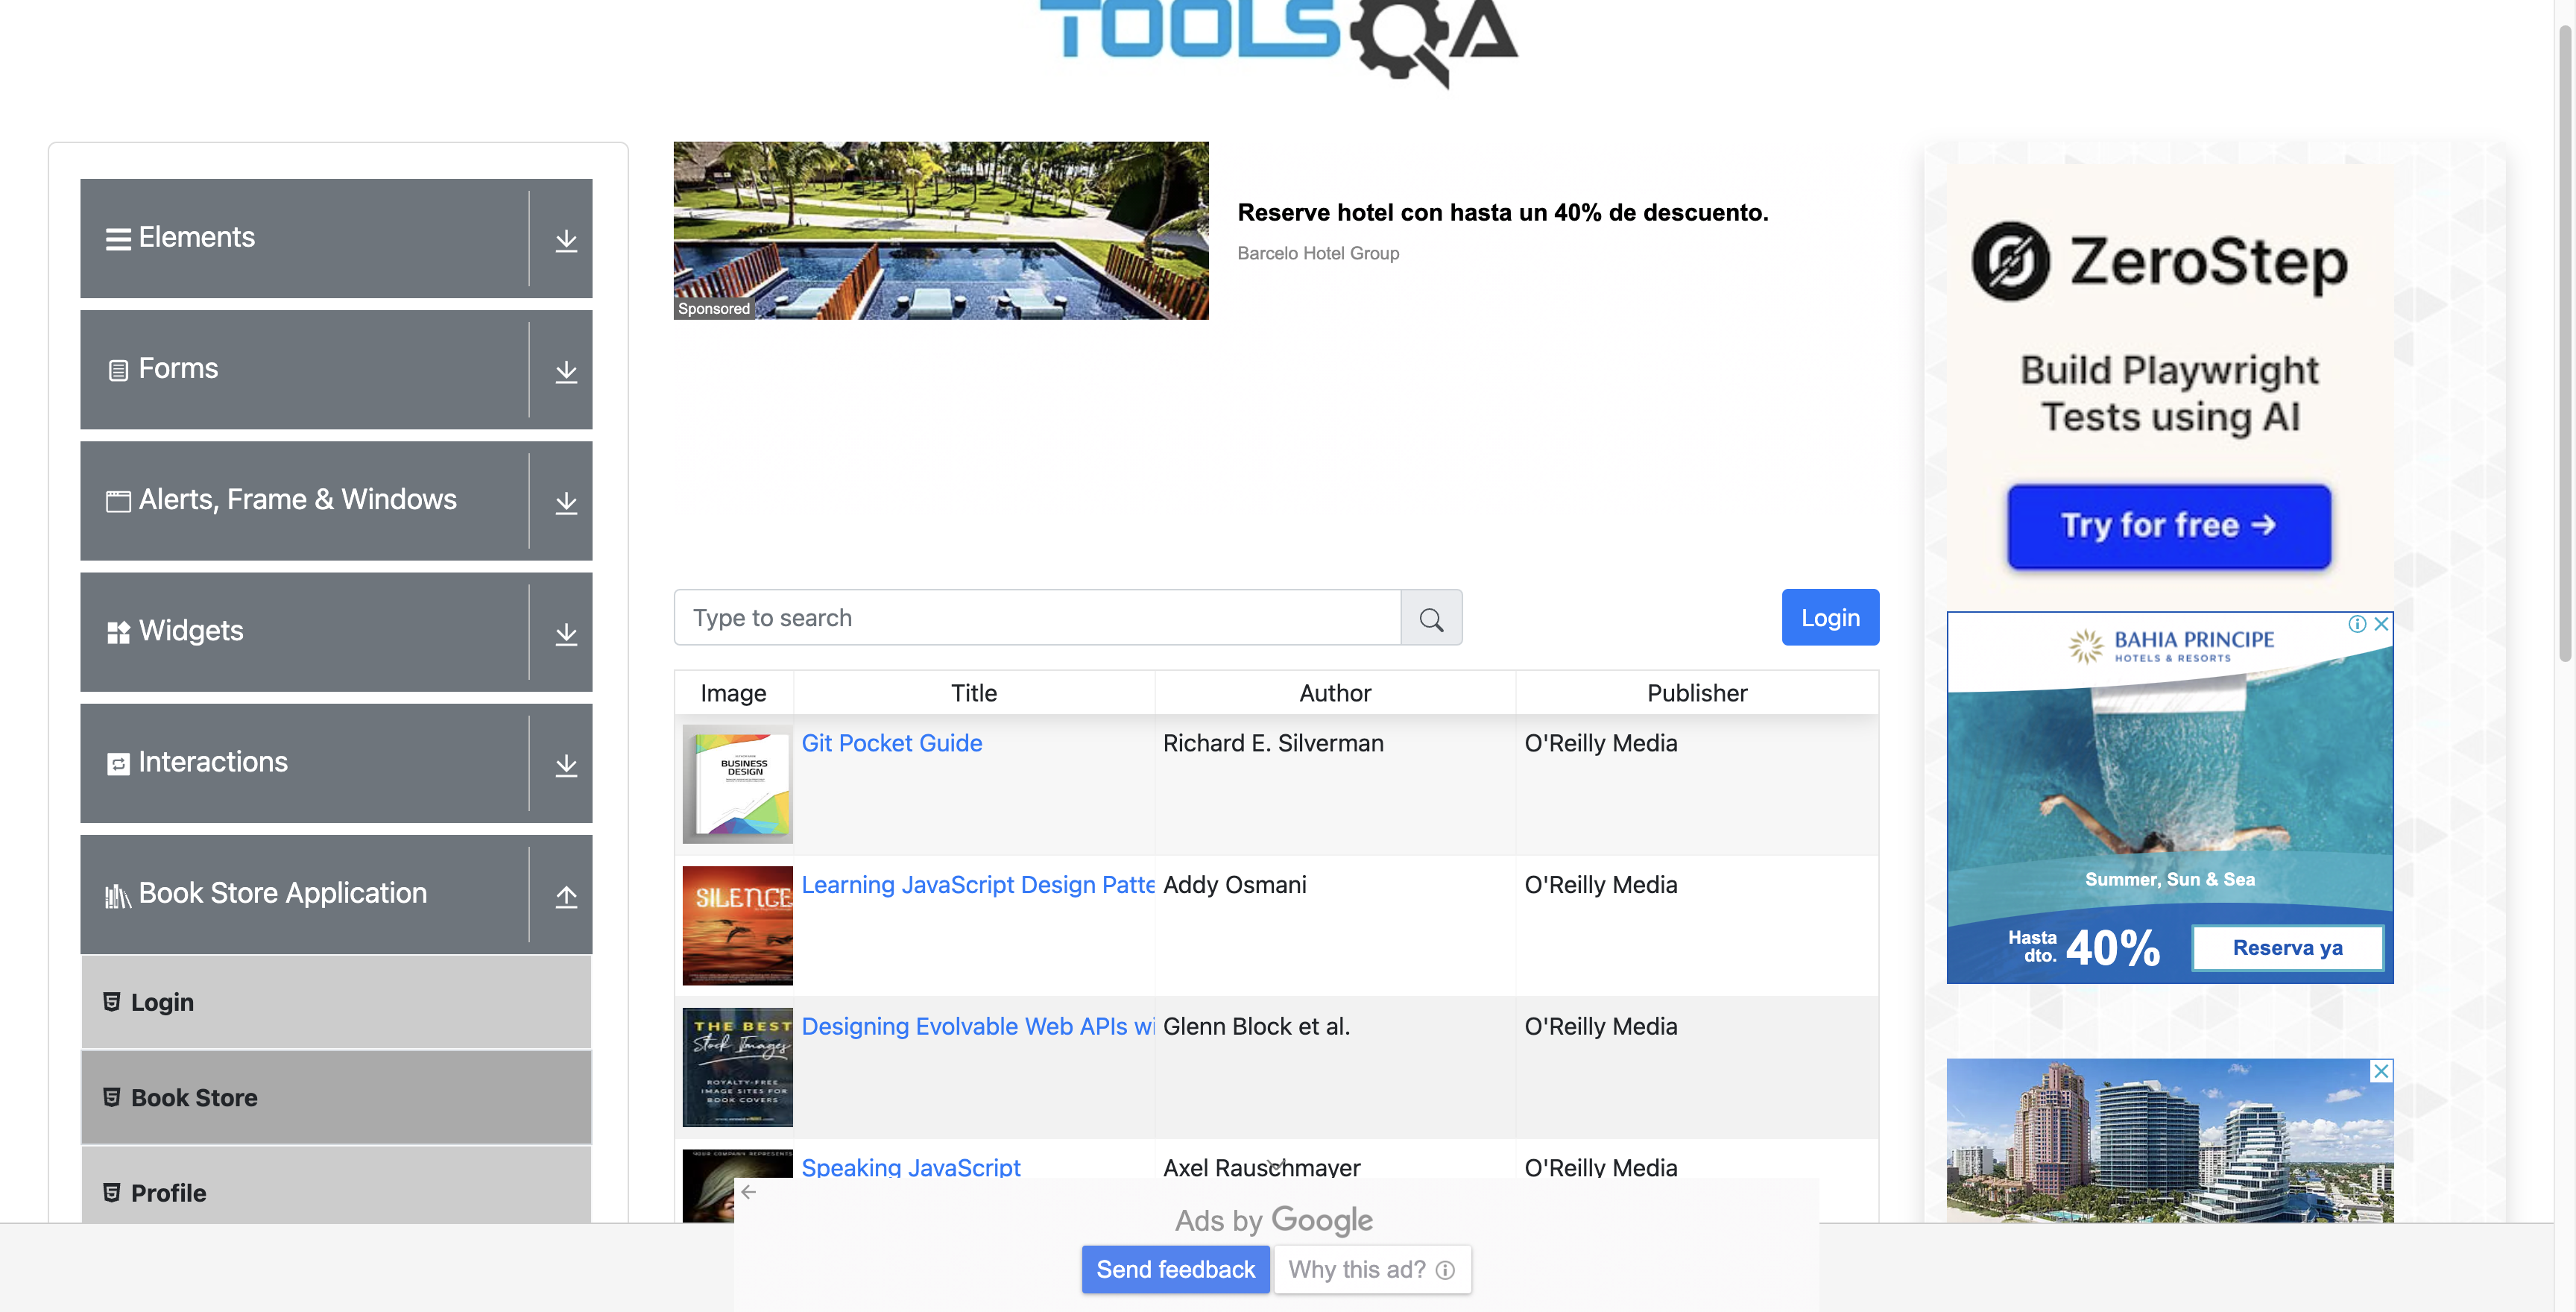 TOOLSQA
Elements
Forms
Alerts, Frame & Windows
Widgets
Interactions
Book Store Application
Login
Book Store
Profile
Sponsored
Reserve hotel con hasta un 40% de descuento.
Barcelo Hotel Group
Type to search
Login
Image Title Author Publisher
BUSINESS
DESIGN
Git Pocket Guide Richard E. Silverman O'Reilly Media
SILENCE
Learning JavaScript Design Patte Addy Osmani O'Reilly Media
THE BEST
Stock Images
ROYALTY-FREE
IMAGE SITES FOR
BOOK COVERS
Designing Evolvable Web APIs wi Glenn Block et al. O'Reilly Media
YOUR COMPANY REPRESENTS
Speaking JavaScript Axel Rauschmayer O'Reilly Media
Ads by Google
Send feedback Why this ad?
ZeroStep
Build Playwright
Tests using AI
Try for free →
BAHIA PRINCIPE
HOTELS & RESORTS
Summer, Sun & Sea
Hasta
dto. 40%
Reserva ya